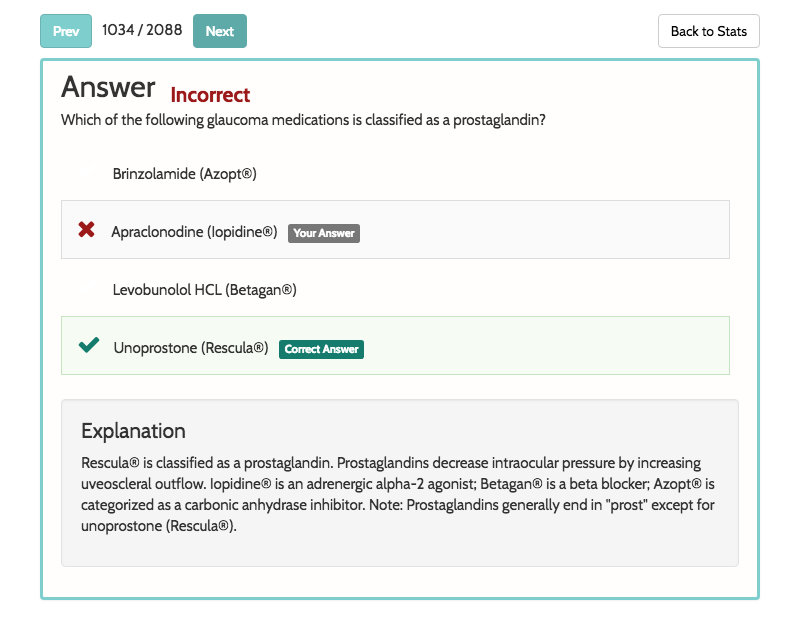 Prev 1034 / 2088 Next Back to Stats
Answer Incorrect
Which of the following glaucoma medications is classified as a prostaglandin?
Brinzolamide (Azopt®)
Apraclonodine (Iopidine®) Your Answer
Levobunolol HCL (Betagan®)
Unoprostone (Rescula®) Correct Answer
Explanation
Rescula® is classified as a prostaglandin. Prostaglandins decrease intraocular pressure by increasing
uveoscleral outflow. Iopidine® is an adrenergic alpha-2 agonist; Betagan® is a beta blocker; Azopt® is
categorized as a carbonic anhydrase inhibitor. Note: Prostaglandins generally end in "prost" except for
unoprostone (Rescula®).